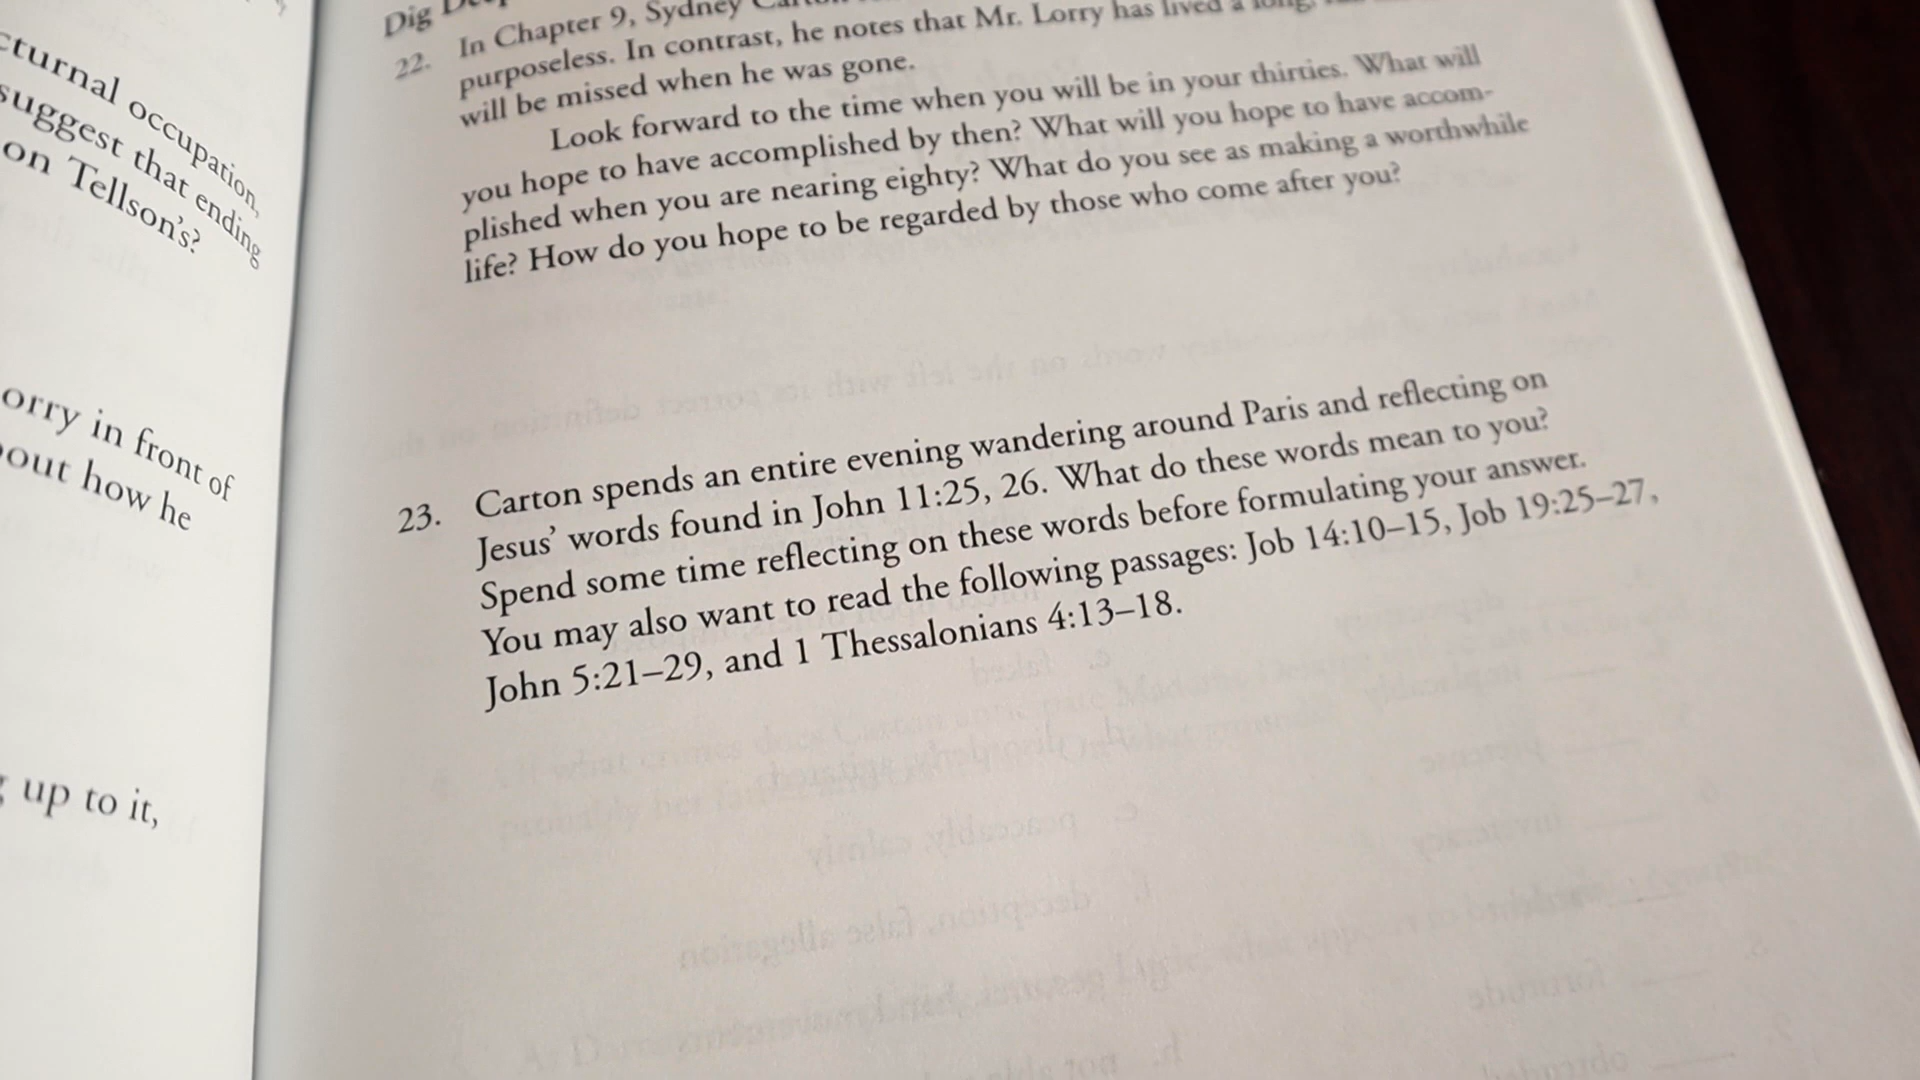 cturnal occupation,
suggest that ending
on Tellson's?
orry in front of
out how he
up to it,
Dig
22. In Chapter 9, Sydney
purposeless. In contrast, he notes that Mr. Lorry has lived a long,
will be missed when he was gone.
Look forward to the time when you will be in your thirties. What will
you hope to have accomplished by then? What will you hope to have accom-
plished when you are nearing eighty? What do you see as making a worthwhile
life? How do you hope to be regarded by those who come after you?
23. Carton spends an entire evening wandering around Paris and reflecting on
Jesus' words found in John 11:25, 26. What do these words mean to you?
Spend some time reflecting on these words before formulating your answer.
You may also want to read the following passages: Job 14:10–15, Job 19:25–27,
John 5:21–29, and 1 Thessalonians 4:13–18.